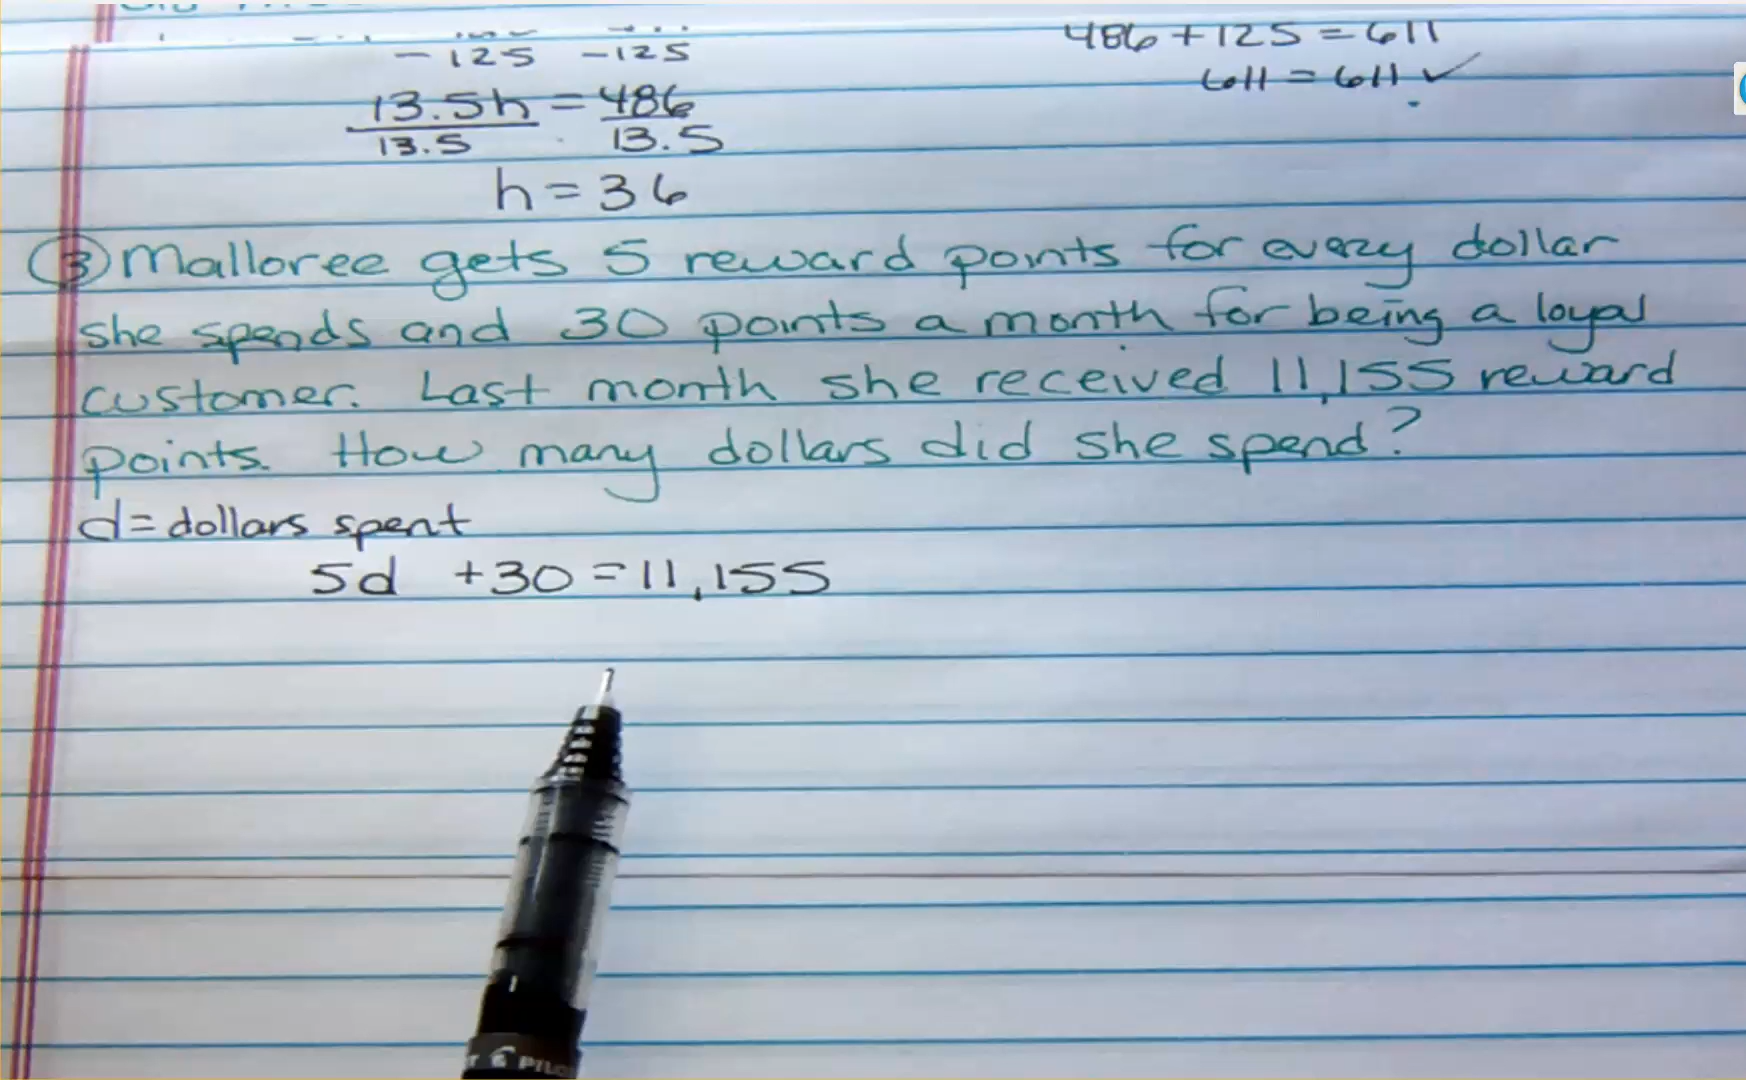 -125 -125
13.5h = 486
13.5 13.5
h = 36
486 + 125 = 611
611 = 611 ✓
③ Malloree gets 5 reward points for every dollar
she spends and 30 points a month for being a loyal
customer. Last month she received 11,155 reward
points. How many dollars did she spend?
d = dollars spent
5d + 30 = 11,155
PILO